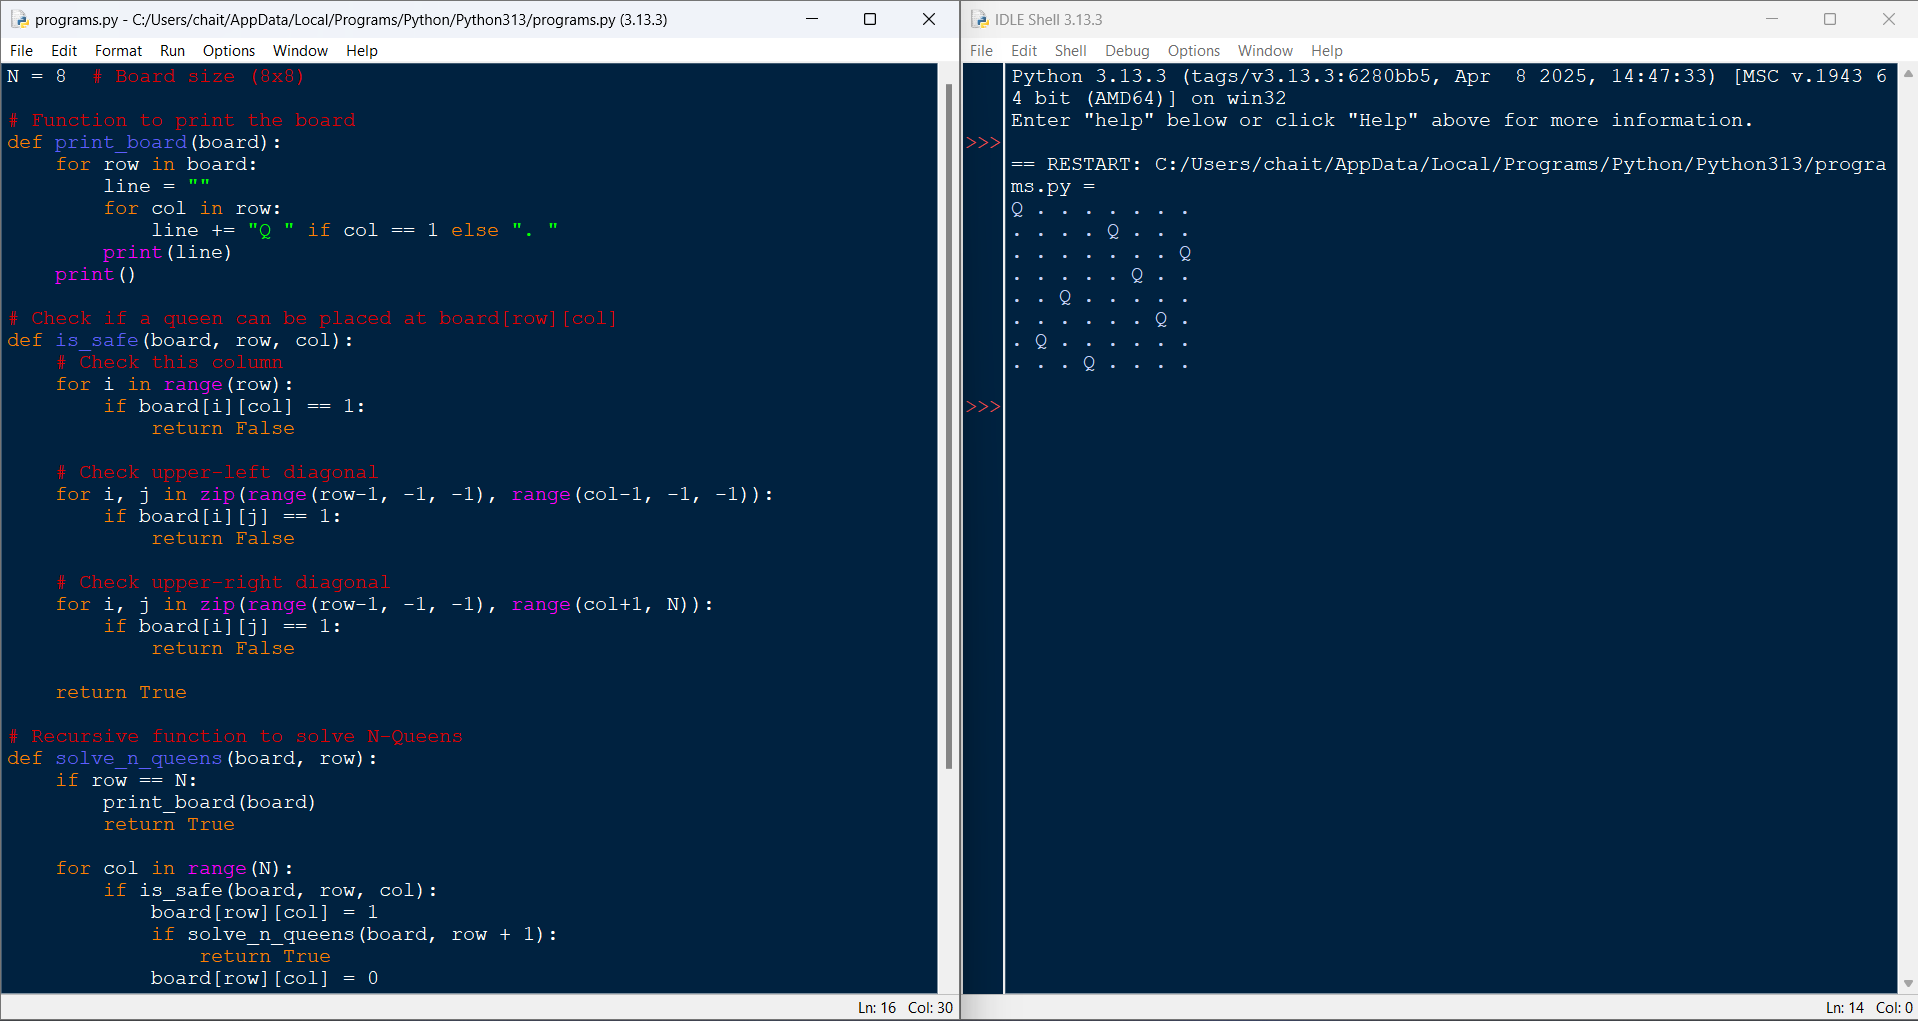 programs.py - C:/Users/chait/AppData/Local/Programs/Python/Python313/programs.py (3.13.3)
File Edit Format Run Options Window Help
N = 8  # Board size (8x8)

# Function to print the board
def print_board(board):
    for row in board:
        line = ""
        for col in row:
            line += "Q " if col == 1 else ". "
        print(line)
    print()

# Check if a queen can be placed at board[row][col]
def is_safe(board, row, col):
    # Check this column
    for i in range(row):
        if board[i][col] == 1:
            return False

    # Check upper-left diagonal
    for i, j in zip(range(row-1, -1, -1), range(col-1, -1, -1)):
        if board[i][j] == 1:
            return False

    # Check upper-right diagonal
    for i, j in zip(range(row-1, -1, -1), range(col+1, N)):
        if board[i][j] == 1:
            return False

    return True

# Recursive function to solve N-Queens
def solve_n_queens(board, row):
    if row == N:
        print_board(board)
        return True

    for col in range(N):
        if is_safe(board, row, col):
            board[row][col] = 1
            if solve_n_queens(board, row + 1):
                return True
            board[row][col] = 0
Ln: 16 Col: 30
IDLE Shell 3.13.3
File Edit Shell Debug Options Window Help
Python 3.13.3 (tags/v3.13.3:6280bb5, Apr  8 2025, 14:47:33) [MSC v.1943 6
4 bit (AMD64)] on win32
Enter "help" below or click "Help" above for more information.
>>>
== RESTART: C:/Users/chait/AppData/Local/Programs/Python/Python313/progra
ms.py =
Q . . . . . . .
. . . . Q . . .
. . . . . . . Q
. . . . . Q . .
. . Q . . . . .
. . . . . . Q .
. Q . . . . . .
. . . Q . . . .

>>>
Ln: 14 Col: 0